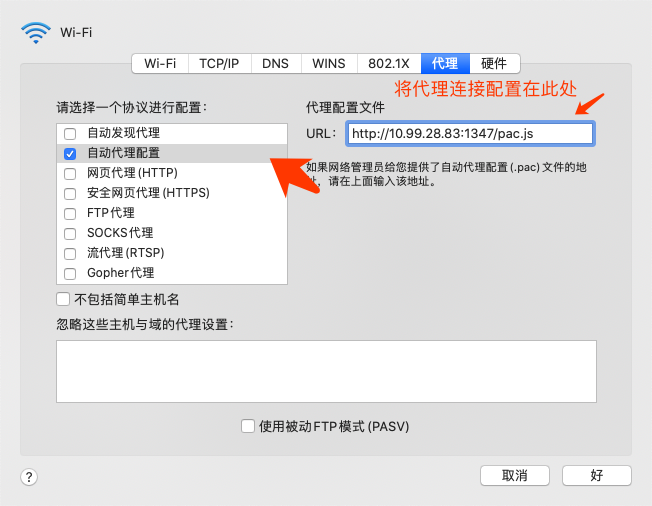 Wi-Fi
Wi-Fi TCP/IP DNS WINS 802.1X 代理 硬件
将代理连接配置在此处
请选择一个协议进行配置：
代理配置文件
自动发现代理
URL： http://10.99.28.83:1347/pac.js
自动代理配置
网页代理(HTTP)
如果网络管理员给您提供了自动代理配置(.pac)文件的地
址，请在上面输入该地址。
安全网页代理(HTTPS)
FTP代理
SOCKS代理
流代理(RTSP)
Gopher代理
不包括简单主机名
忽略这些主机与域的代理设置：
使用被动FTP模式(PASV)
? 取消 好